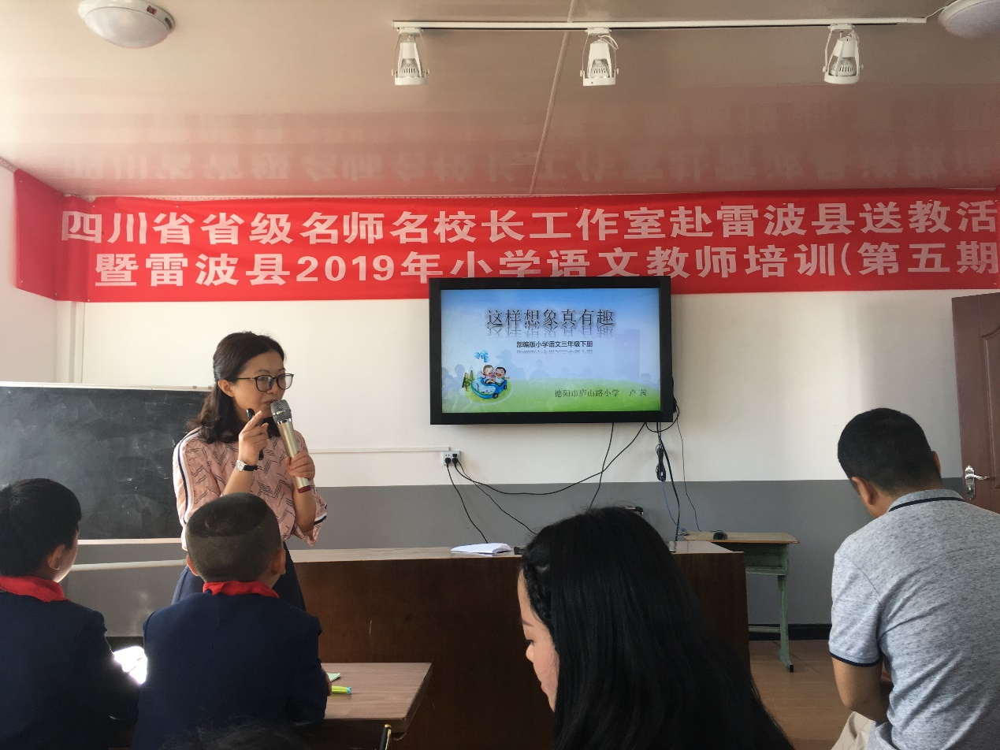 四川省省级名师名校长工作室赴雷波县送教活
暨雷波县2019年小学语文教师培训(第五期
这样想象真有趣
部编版小学语文三年级下册
德阳市庐山路小学 卢茜